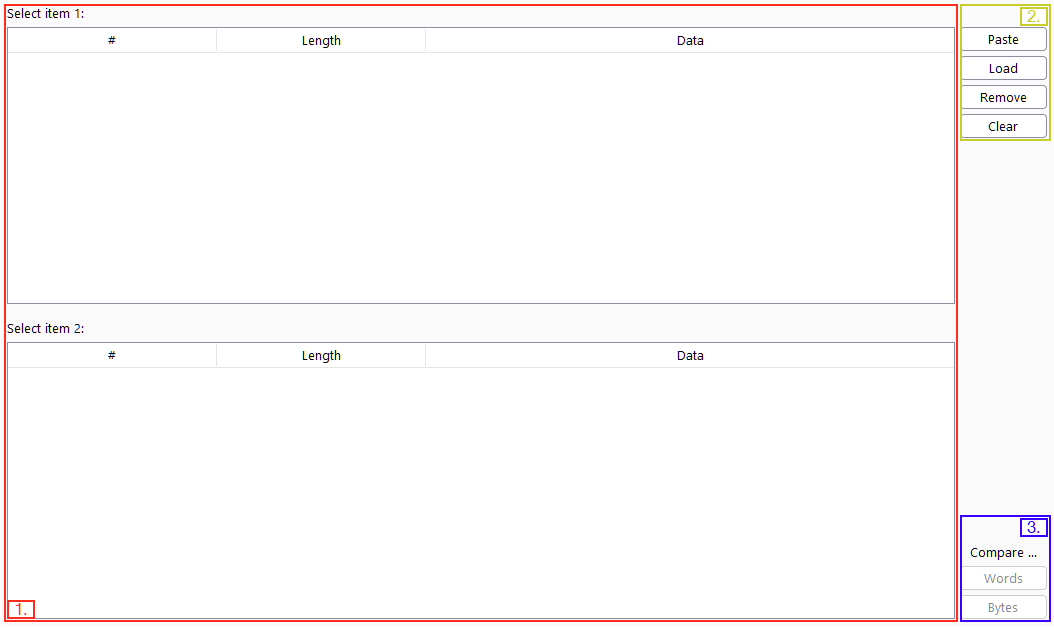 Select item 1:
# Length Data
2.
Paste
Load
Remove
Clear
Select item 2:
# Length Data
3.
Compare ...
Words
Bytes
1.